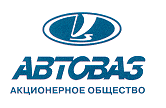 АВТОВАЗ
АКЦИОНЕРНОЕ ОБЩЕСТВО